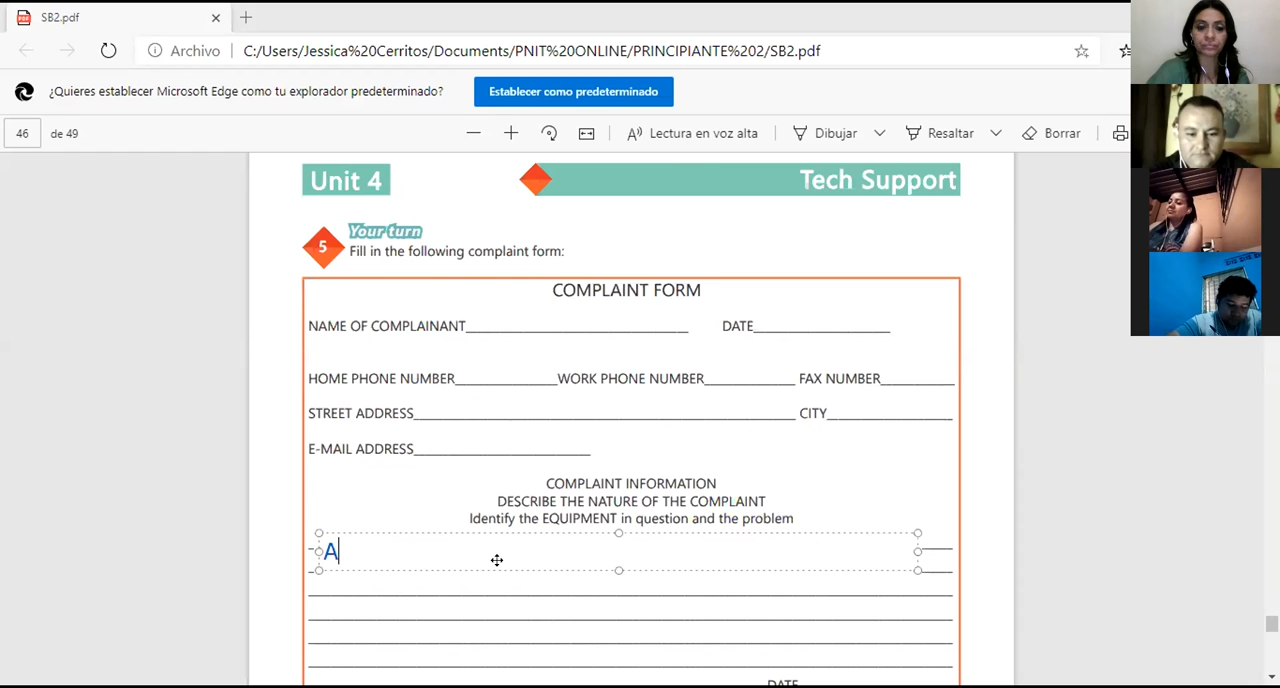 SB2.pdf
Archivo C:/Users/Jessica%20Cerritos/Documents/PNIT%20ONLINE/PRINCIPIANTE%202/SB2.pdf
¿Quieres establecer Microsoft Edge como tu explorador predeterminado? Establecer como predeterminado
46 de 49 Lectura en voz alta Dibujar Resaltar Borrar
Unit 4 Tech Support
5 Your turn
Fill in the following complaint form:
COMPLAINT FORM
NAME OF COMPLAINANT DATE
HOME PHONE NUMBER WORK PHONE NUMBER FAX NUMBER
STREET ADDRESS CITY
E-MAIL ADDRESS
COMPLAINT INFORMATION
DESCRIBE THE NATURE OF THE COMPLAINT
Identify the EQUIPMENT in question and the problem
A
DATE